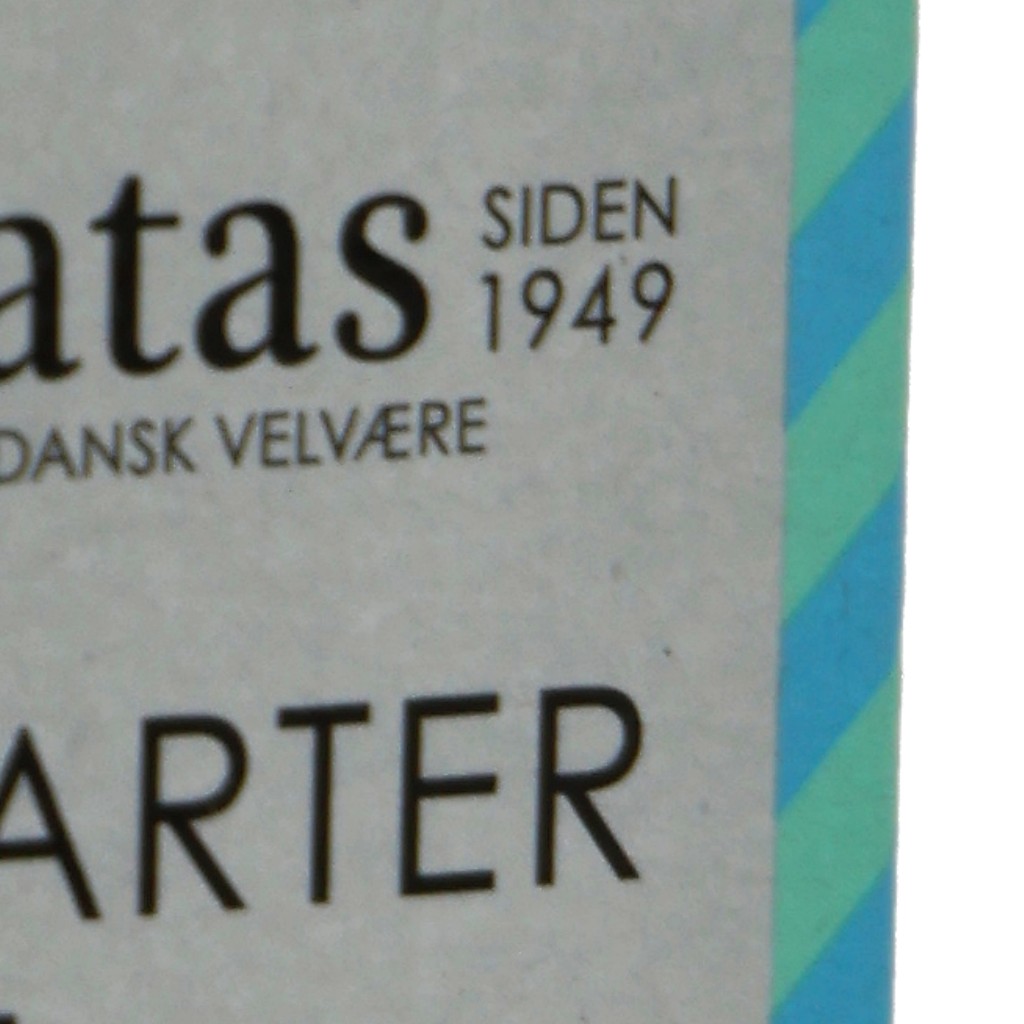 atas SIDEN 1949
DANSK VELVÆRE
ARTER